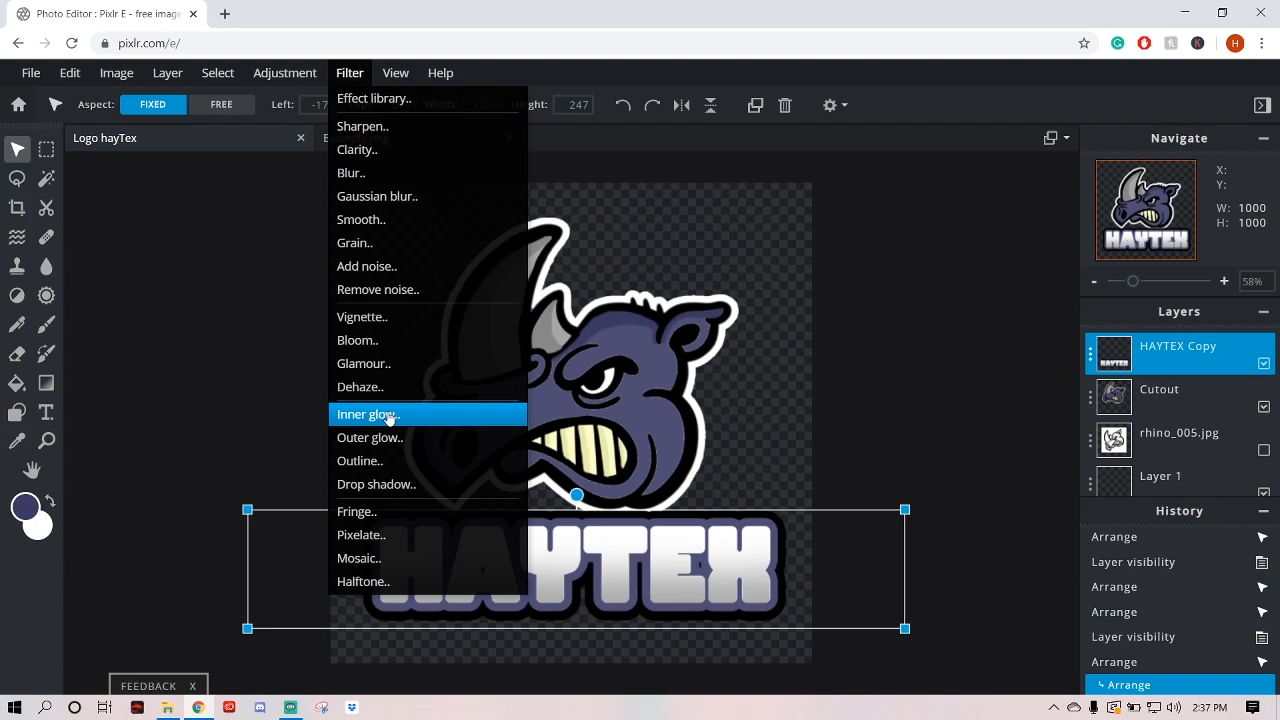 Photo Editor: Pixlr E - free image
pixlr.com/e/
H
File Edit Image Layer Select Adjustment Filter View Help
Aspect: FIXED FREE Left: Width: Height: 247
Logo hayTex
Effect library..
Sharpen..
Clarity..
Blur..
Gaussian blur..
Smooth..
Grain..
Add noise..
Remove noise..
Vignette..
Bloom..
Glamour..
Dehaze..
Inner glow..
Outer glow..
Outline..
Drop shadow..
Fringe..
Pixelate..
Mosaic..
Halftone..
HAYTEX
Navigate
X:
Y:
W: 1000
H: 1000
HAYTEX
58%
Layers
HAYTEX Copy
Cutout
rhino_005.jpg
Layer 1
History
Arrange
Layer visibility
Arrange
Arrange
Layer visibility
Arrange
Arrange
FEEDBACK X
2:37 PM